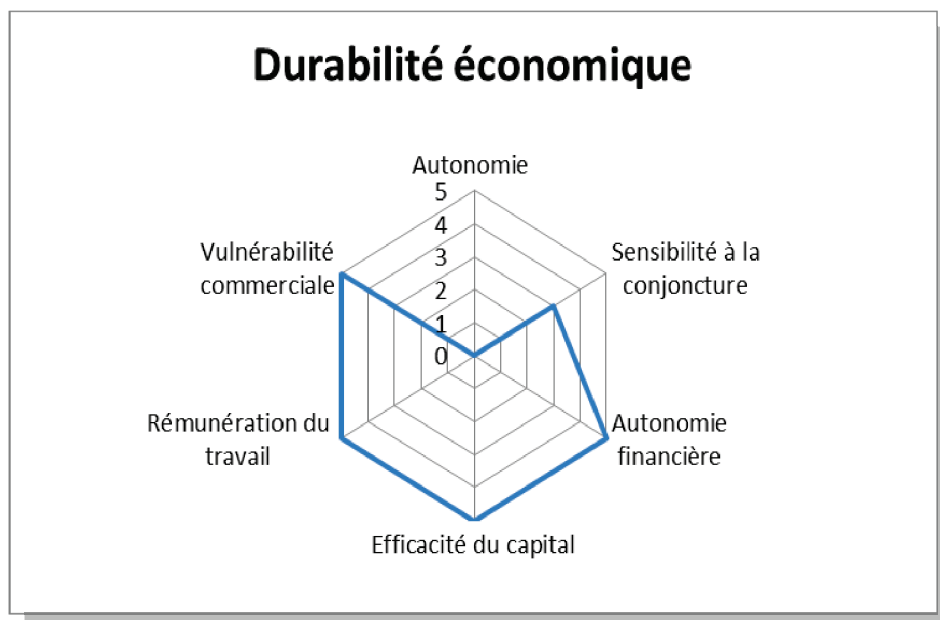 Durabilité économique
Autonomie
5
4
3
2
1
0
Sensibilité à la
conjoncture
Autonomie
financière
Efficacité du capital
Rémunération du
travail
Vulnérabilité
commerciale